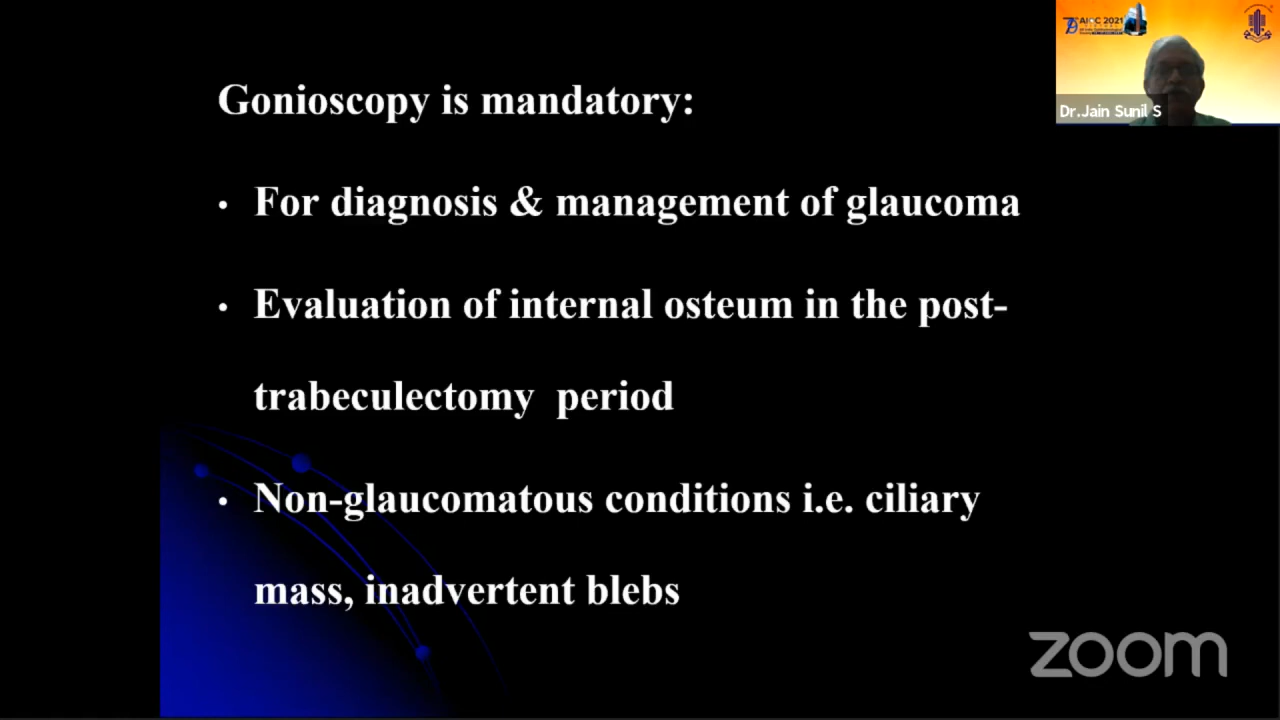 AIOC 2021
Dr.Jain Sunil S
Gonioscopy is mandatory:
• For diagnosis & management of glaucoma
• Evaluation of internal osteum in the post-
trabeculectomy period
• Non-glaucomatous conditions i.e. ciliary
mass, inadvertent blebs
zoom